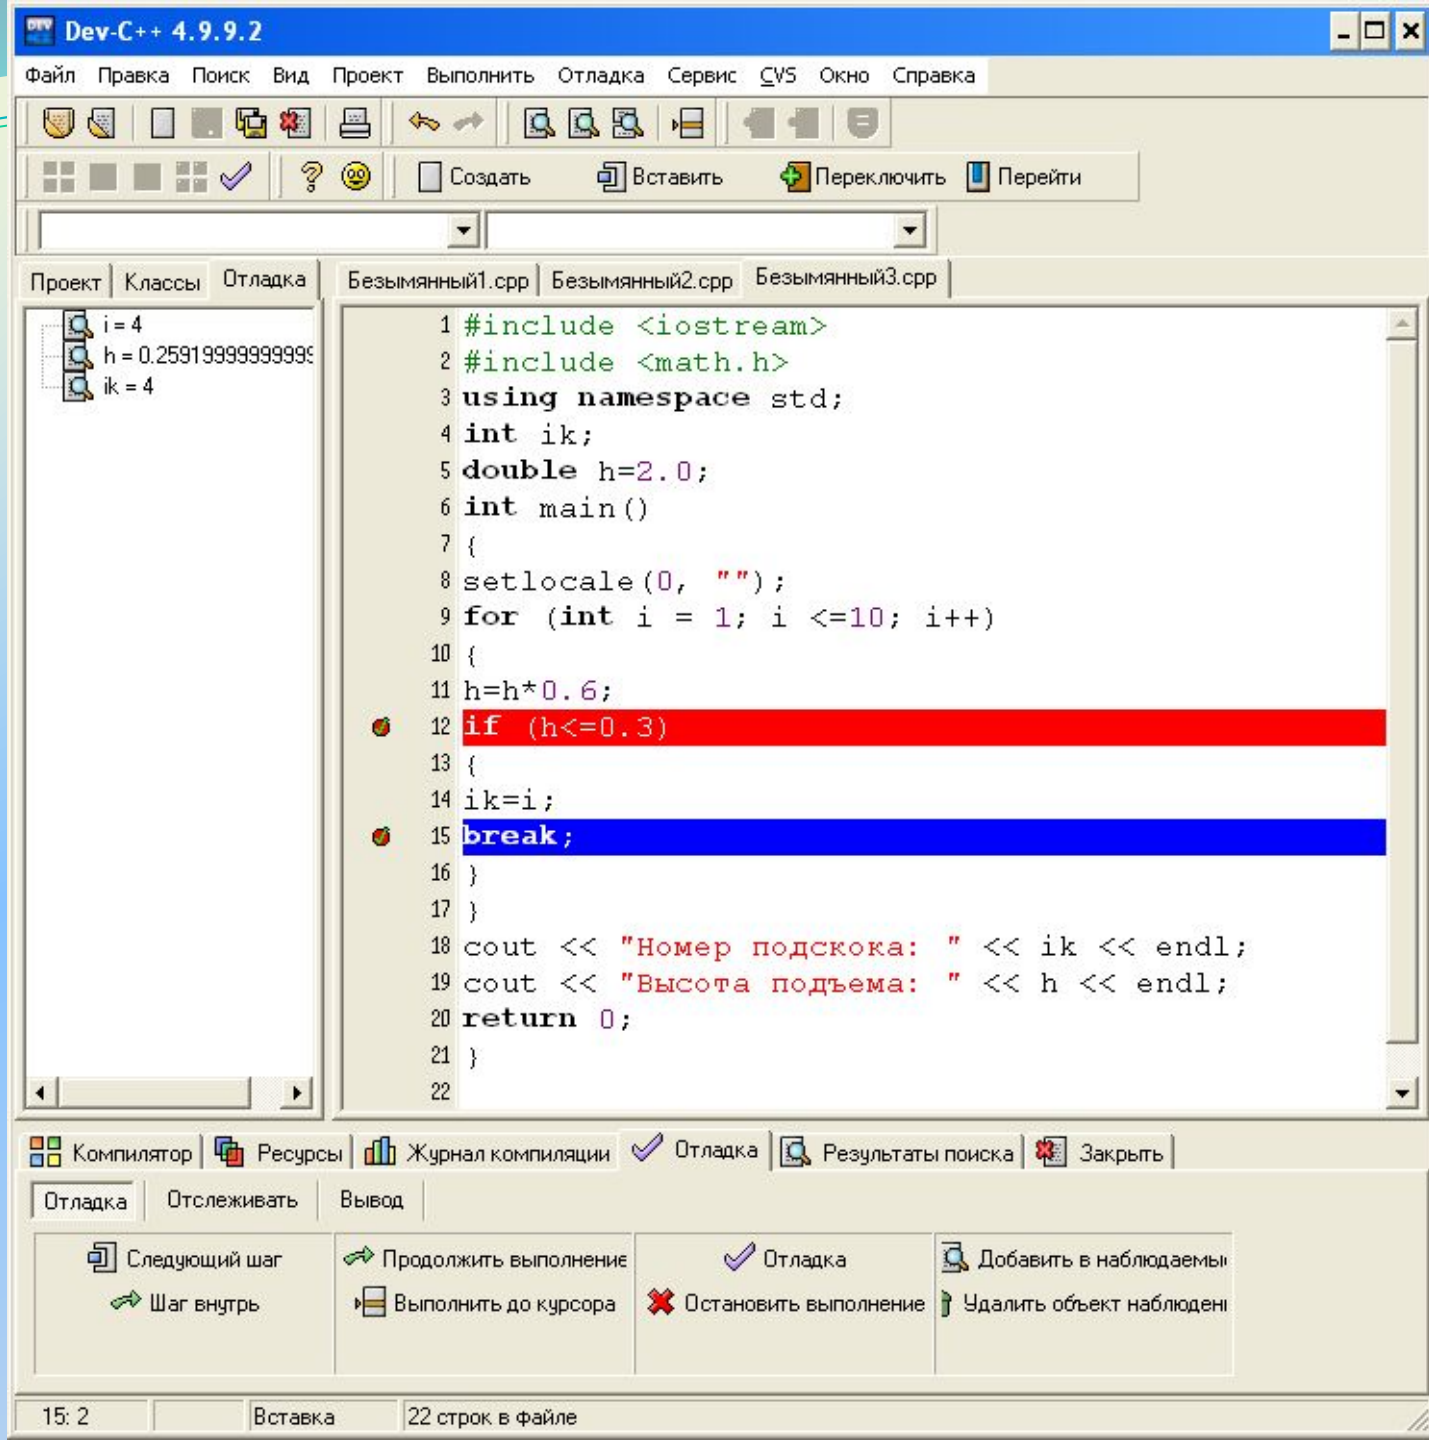 Dev-C++ 4.9.9.2
Файл Правка Поиск Вид Проект Выполнить Отладка Сервис CVS Окно Справка
Создать Вставить Переключить Перейти
Проект Классы Отладка
Безымянный1.cpp Безымянный2.cpp Безымянный3.cpp
i = 4
h = 0.25919999999999
ik = 4
1 #include <iostream>
2 #include <math.h>
3 using namespace std;
4 int ik;
5 double h=2.0;
6 int main()
7 {
8 setlocale(0, "");
9 for (int i = 1; i <=10; i++)
10 {
11 h=h*0.6;
12 if (h<=0.3)
13 {
14 ik=i;
15 break;
16 }
17 }
18 cout << "Номер подскока: " << ik << endl;
19 cout << "Высота подъема: " << h << endl;
20 return 0;
21 }
22
Компилятор Ресурсы Журнал компиляции Отладка Результаты поиска Закрыть
Отладка Отслеживать Вывод
Следующий шаг Продолжить выполнение Отладка Добавить в наблюдаемы
Шаг внутрь Выполнить до курсора Остановить выполнение Удалить объект наблюден
15: 2 Вставка 22 строк в файле